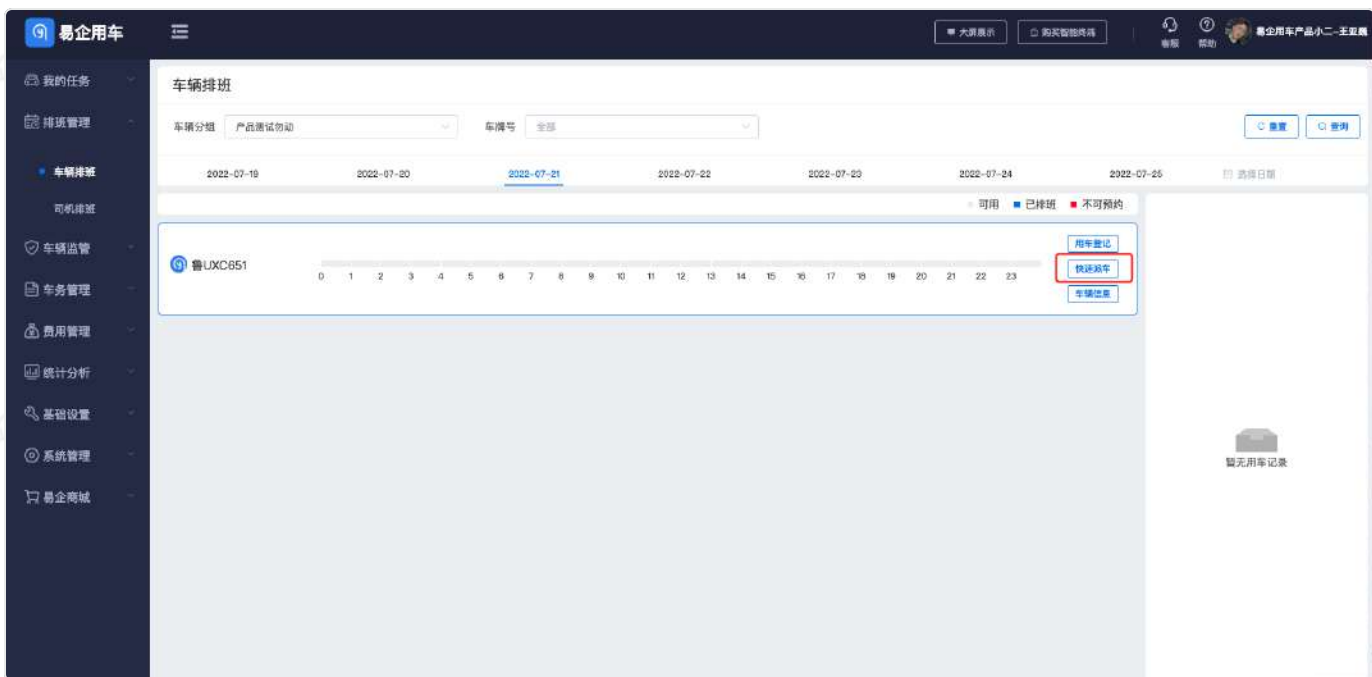 易企用车
大屏展示
购买智能终端
客服
帮助
易企用车产品小二-王亚巍
我的任务
排班管理
车辆排班
司机排班
车辆监管
车务管理
费用管理
统计分析
基础设置
系统管理
易企商城
车辆排班
车辆分组 产品测试勿动 车牌号 全部 重置 查询
2022-07-19 2022-07-20 2022-07-21 2022-07-22 2022-07-23 2022-07-24 2022-07-25 选择日期
可用 已排班 不可预约
鲁UXC651
0 1 2 3 4 5 6 7 8 9 10 11 12 13 14 15 16 17 18 19 20 21 22 23
用车登记
快速派车
车辆信息
暂无用车记录